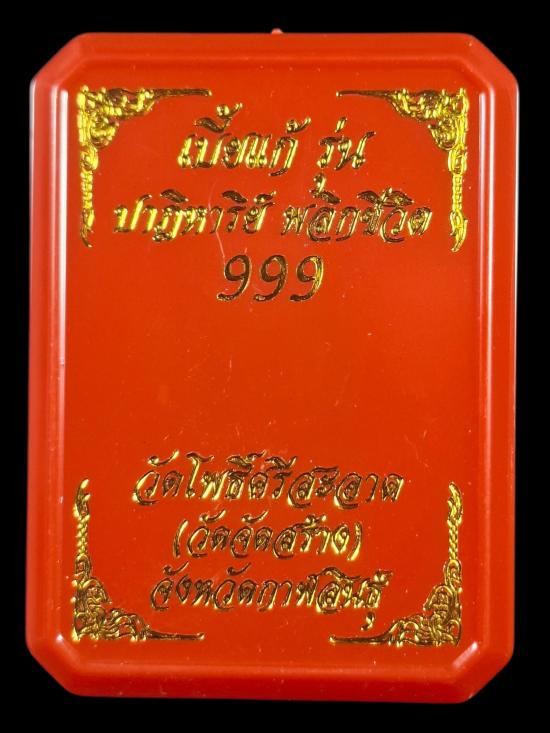 เบี้ยแก้ รุ่น
ปาฏิหาริย์ พลิกชีวิต
999
วัดโพธิ์ศรีสะอาด
(วัดจัดสร้าง)
จังหวัดกาฬสินธุ์